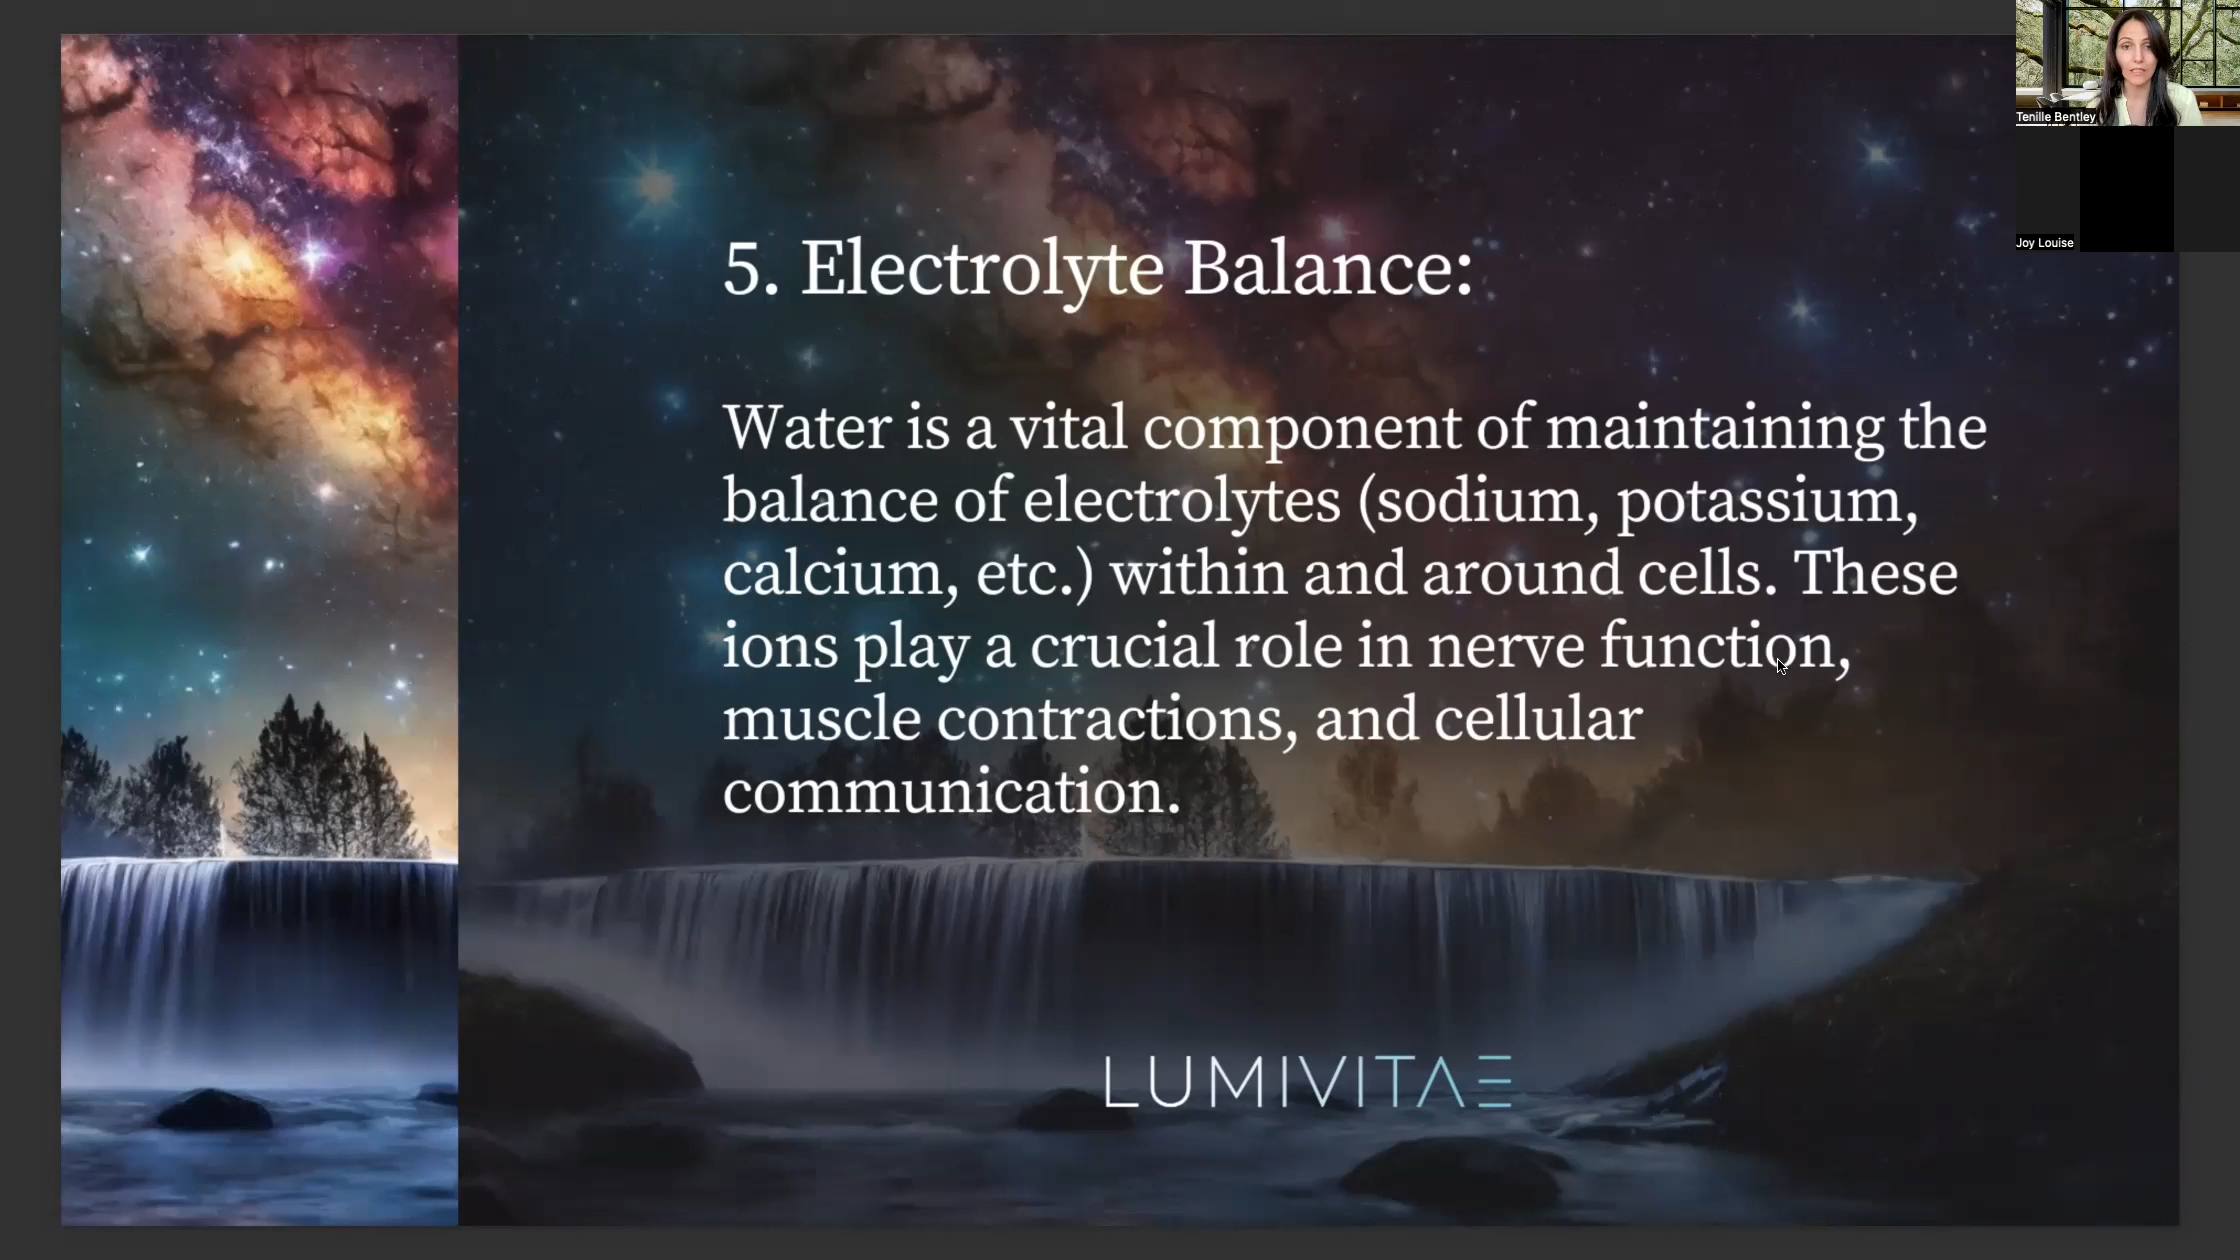 Tenille Bentley
Joy Louise
5. Electrolyte Balance:
Water is a vital component of maintaining the
balance of electrolytes (sodium, potassium,
calcium, etc.) within and around cells. These
ions play a crucial role in nerve function,
muscle contractions, and cellular
communication.
LUMIVITAE